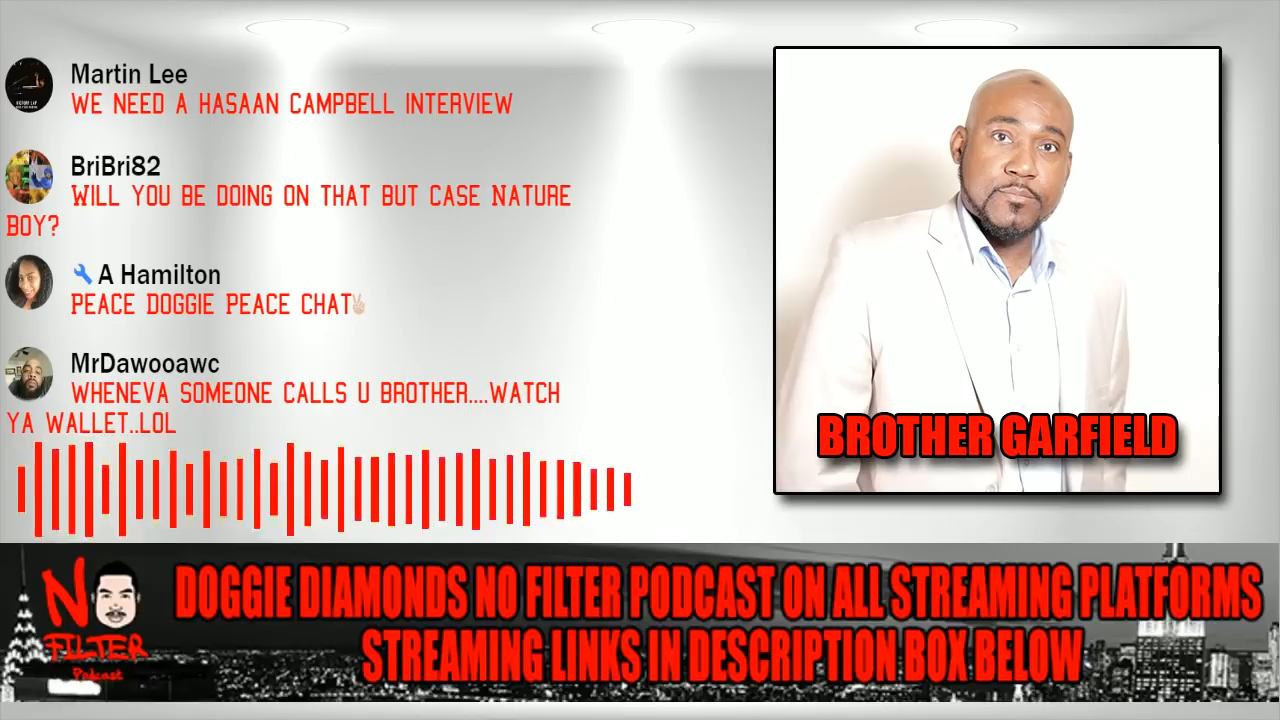 Martin Lee
WE NEED A HASAAN CAMPBELL INTERVIEW
BriBri82
WILL YOU BE DOING ON THAT BUT CASE NATURE
BOY?
A Hamilton
PEACE DOGGIE PEACE CHAT✌🏻
MrDawooawc
WHENEVA SOMEONE CALLS U BROTHER....WATCH
YA WALLET..LOL
BROTHER GARFIELD
NO
FILTER
Podcast
DOGGIE DIAMONDS NO FILTER PODCAST ON ALL STREAMING PLATFORMS
STREAMING LINKS IN DESCRIPTION BOX BELOW